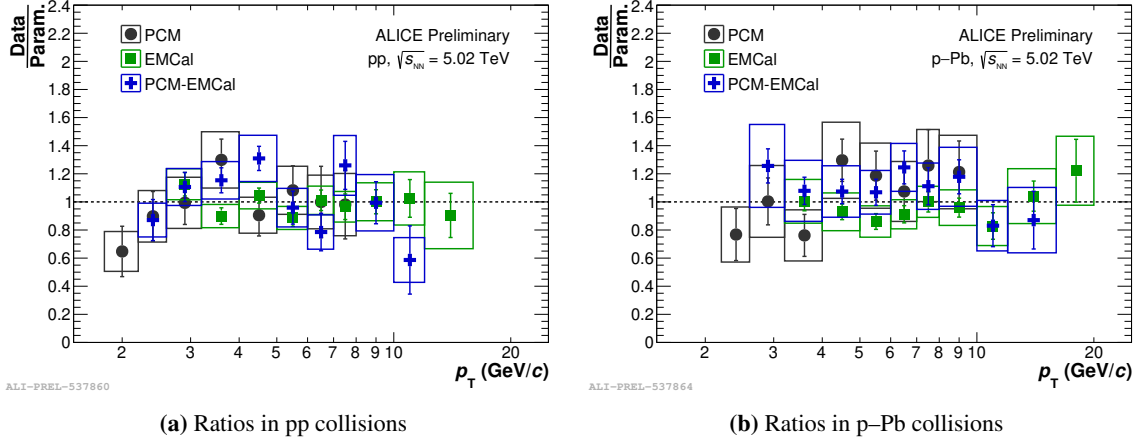 Data
Param.
2.4
2.2
2
1.8
1.6
1.4
1.2
1
0.8
0.6
0.4
0.2
0
PCM
EMCal
PCM-EMCal
ALICE Preliminary
pp, √sNN = 5.02 TeV
2 3 4 5 6 7 8 9 10 20
pT (GeV/c)
ALI-PREL-537860
(a) Ratios in pp collisions
Data
Param.
2.4
2.2
2
1.8
1.6
1.4
1.2
1
0.8
0.6
0.4
0.2
0
PCM
EMCal
PCM-EMCal
ALICE Preliminary
p–Pb, √sNN = 5.02 TeV
2 3 4 5 6 7 8 9 10 20
pT (GeV/c)
ALI-PREL-537864
(b) Ratios in p–Pb collisions